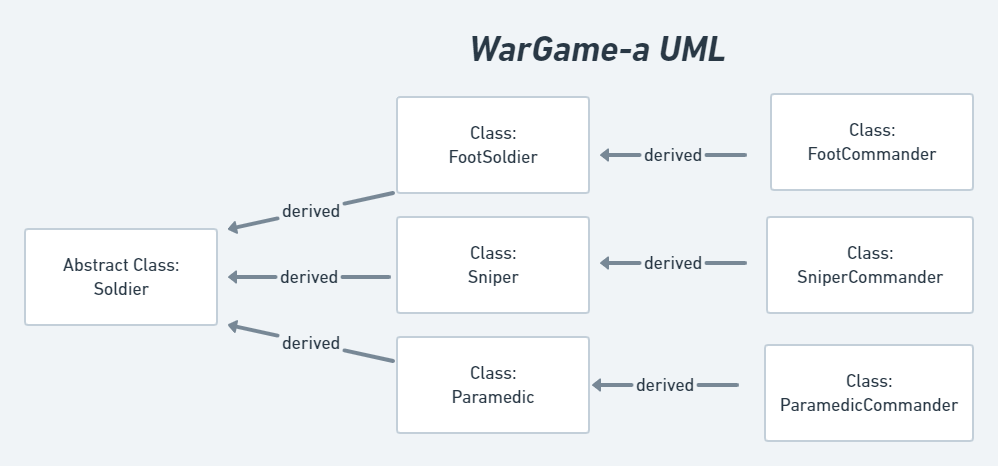 WarGame-a UML
Class:
FootSoldier
derived
Class:
FootCommander
derived
Abstract Class:
Soldier
derived
Class:
Sniper
derived
Class:
SniperCommander
derived
Class:
Paramedic
derived
Class:
ParamedicCommander